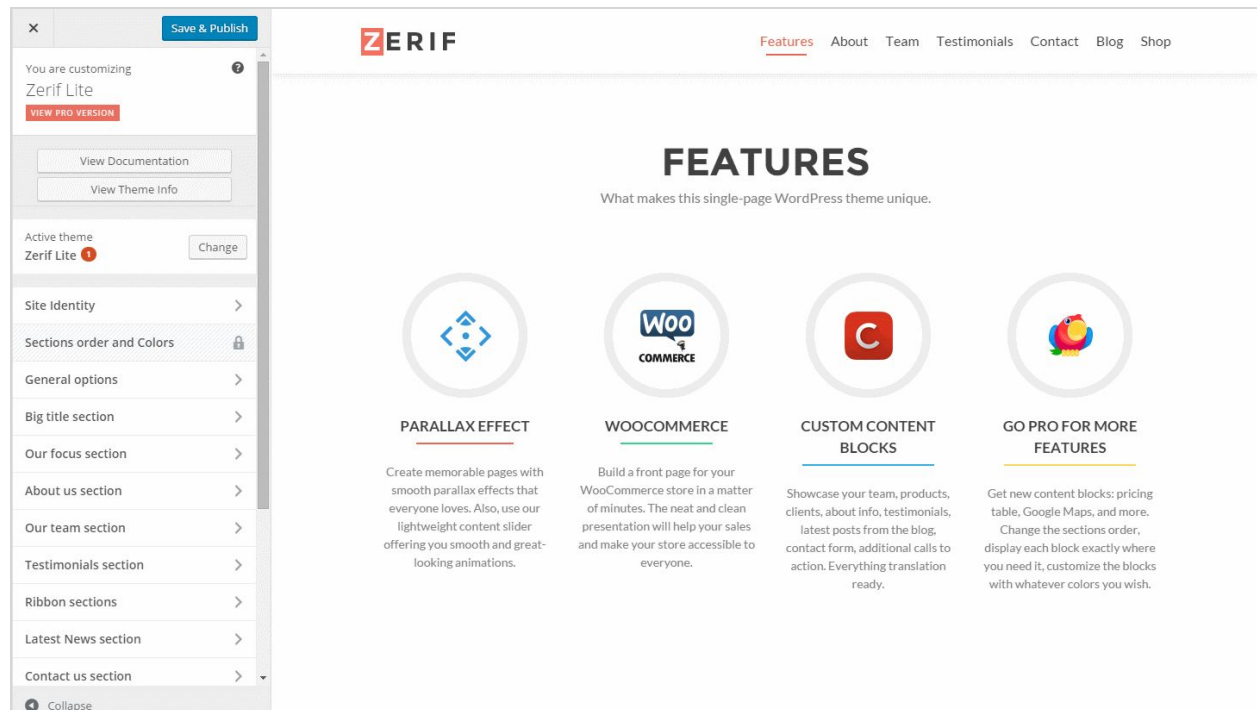 Save & Publish
You are customizing
Zerif Lite
VIEW PRO VERSION
View Documentation
View Theme Info
Active theme
Zerif Lite 1
Change
Site Identity
Sections order and Colors
General options
Big title section
Our focus section
About us section
Our team section
Testimonials section
Ribbon sections
Latest News section
Contact us section
Collapse
ZERIF
Features About Team Testimonials Contact Blog Shop
FEATURES
What makes this single-page WordPress theme unique.
PARALLAX EFFECT
Create memorable pages with
smooth parallax effects that
everyone loves. Also, use our
lightweight content slider
offering you smooth and great-
looking animations.
WOO
COMMERCE
WOOCOMMERCE
Build a front page for your
WooCommerce store in a matter
of minutes. The neat and clean
presentation will help your sales
and make your store accessible to
everyone.
C
CUSTOM CONTENT
BLOCKS
Showcase your team, products,
clients, about info, testimonials,
latest posts from the blog,
contact form, additional calls to
action. Everything translation
ready.
GO PRO FOR MORE
FEATURES
Get new content blocks: pricing
table, Google Maps, and more.
Change the sections order,
display each block exactly where
you need it, customize the blocks
with whatever colors you wish.